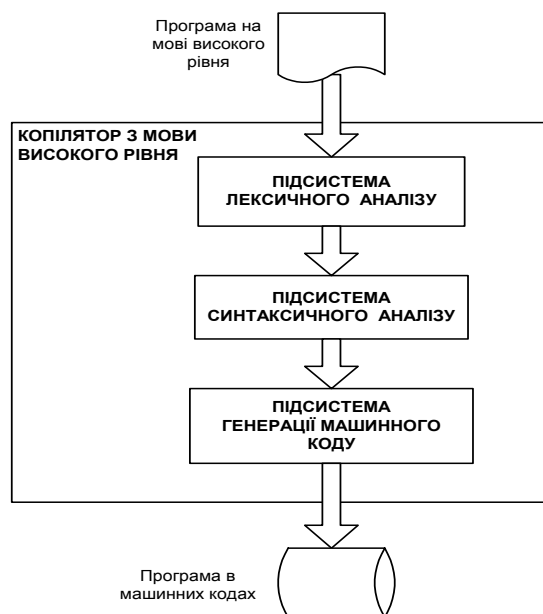 Програма на
мові високого
рівня
КОПІЛЯТОР З МОВИ
ВИСОКОГО РІВНЯ
ПІДСИСТЕМА
ЛЕКСИЧНОГО АНАЛІЗУ
ПІДСИСТЕМА
СИНТАКСИЧНОГО АНАЛІЗУ
ПІДСИСТЕМА
ГЕНЕРАЦІЇ МАШИННОГО
КОДУ
Програма в
машинних кодах